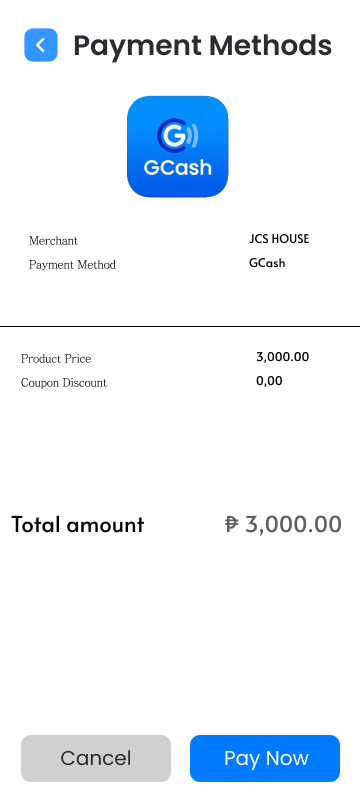 Payment Methods
GCash
Merchant JCS HOUSE
Payment Method GCash
Product Price 3,000.00
Coupon Discount 0,00
Total amount ₱ 3,000.00
Cancel Pay Now